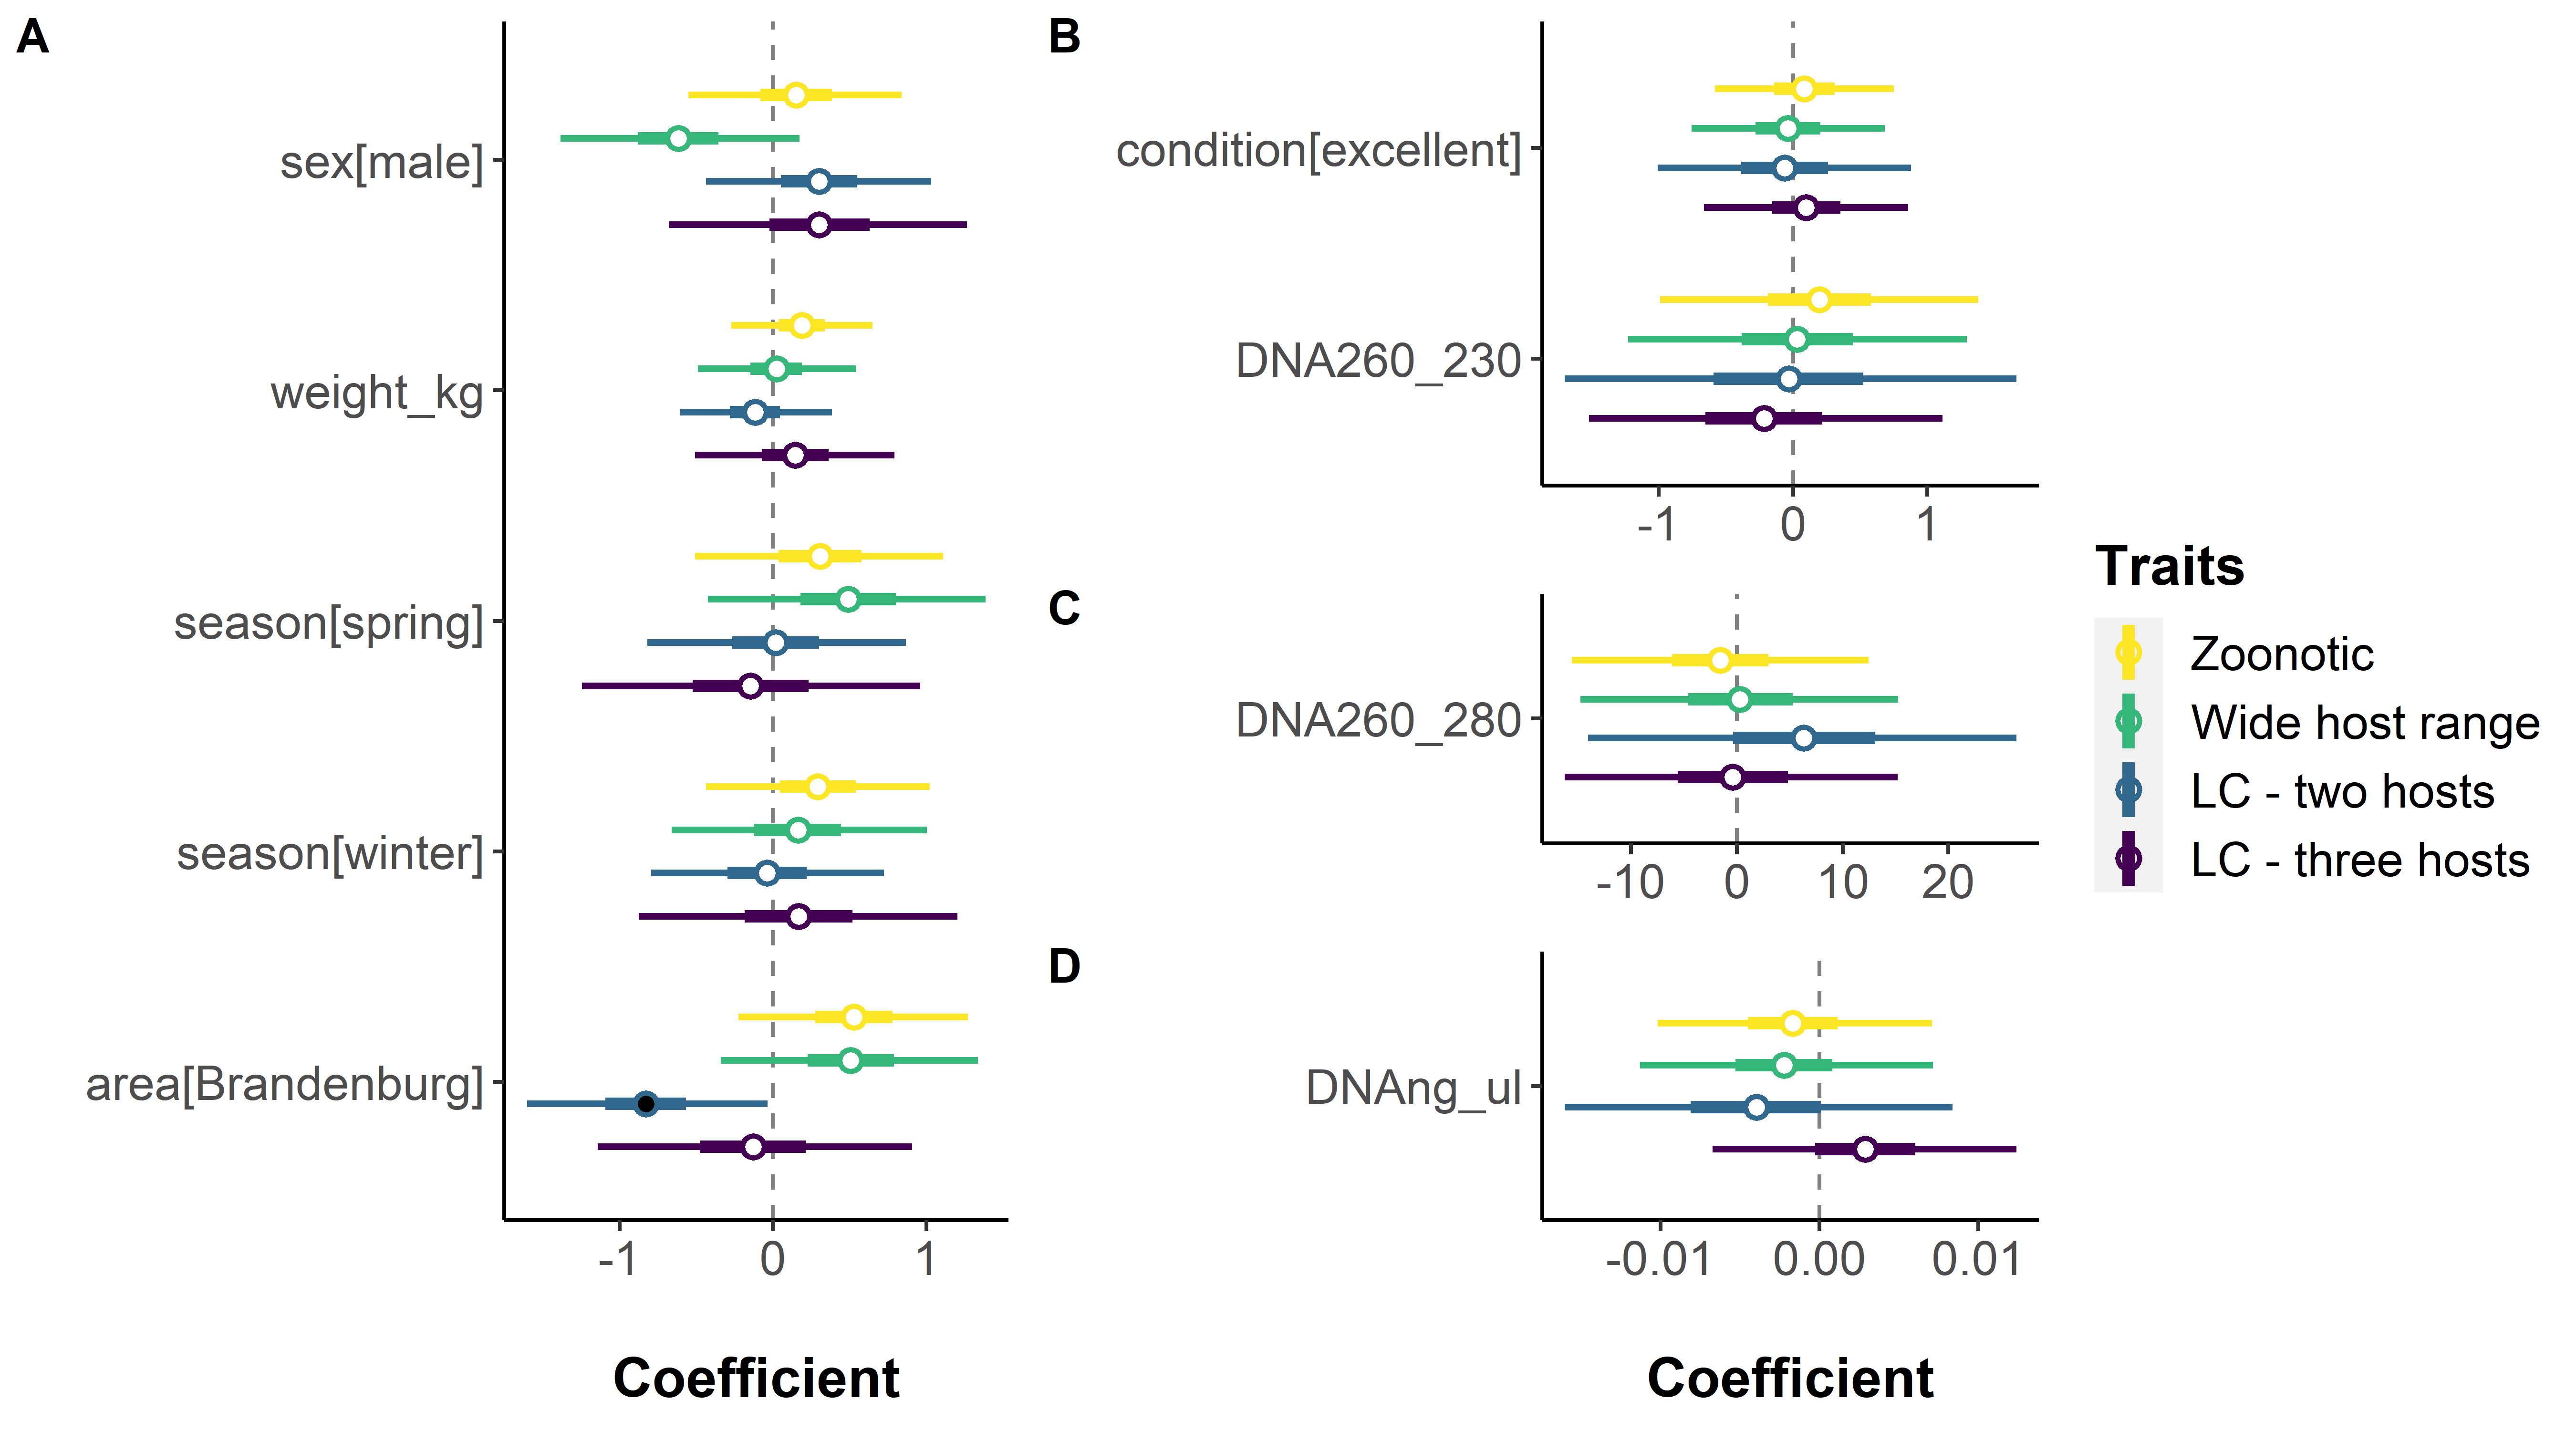 A
sex[male]
weight_kg
season[spring]
season[winter]
area[Brandenburg]
-1 0 1
Coefficient
B
condition[excellent]
DNA260_230
-1 0 1
C
DNA260_280
-10 0 10 20
D
DNAng_ul
-0.01 0.00 0.01
Coefficient
Traits
Zoonotic
Wide host range
LC - two hosts
LC - three hosts